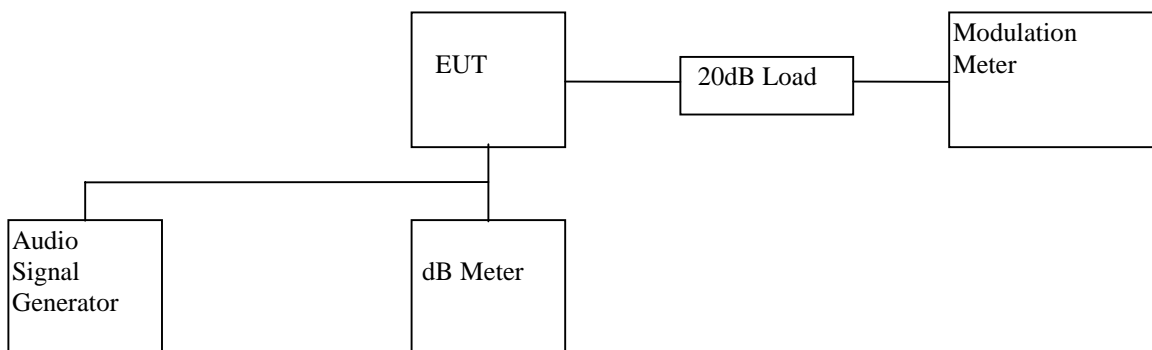 EUT
20dB Load
Modulation
Meter
Audio
Signal
Generator
dB Meter